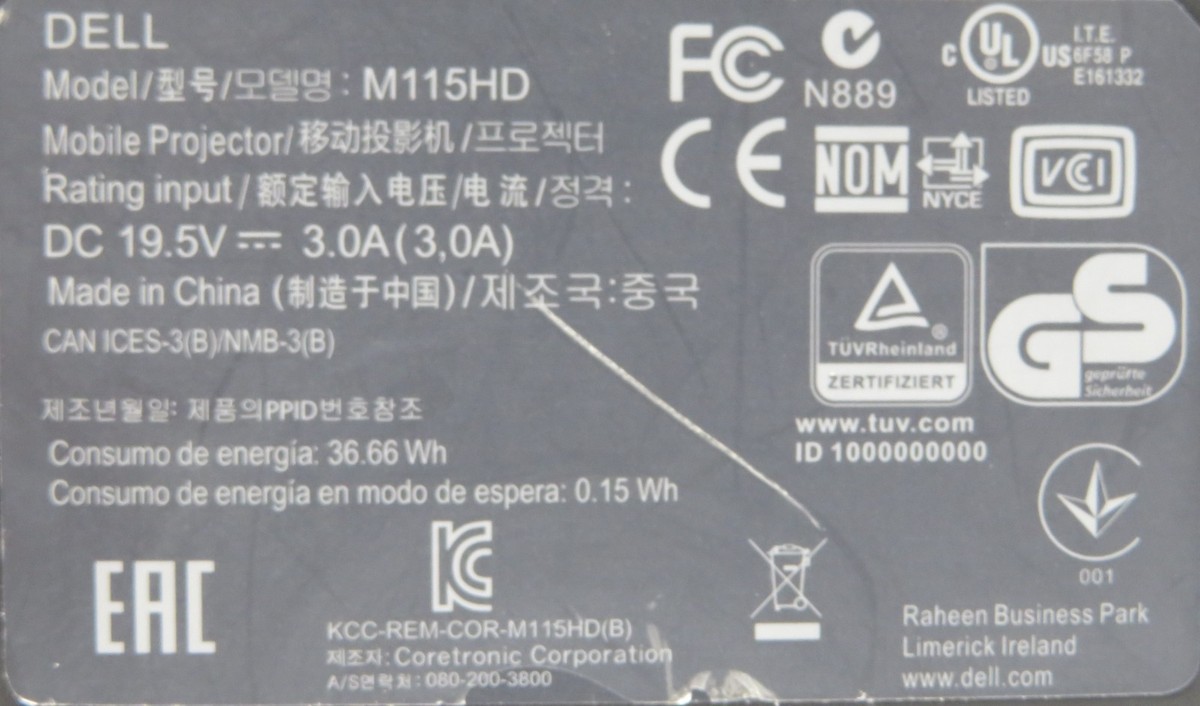 DELL
Model/型号/모델명: M115HD
Mobile Projector/移动投影机/프로젝터
Rating input/额定输入电压/电流/정격:
DC 19.5V ⎓ 3.0A(3,0A)
Made in China (制造于中国)/제조국:중국
CAN ICES-3(B)/NMB-3(B)
제조년월일: 제품의PPID번호참조
Consumo de energía: 36.66 Wh
Consumo de energía en modo de espera: 0.15 Wh
EAC
KC
KCC-REM-COR-M115HD(B)
제조자: Coretronic Corporation
A/S연락처: 080-200-3800
FC
N889
C UL US
LISTED
I.T.E.
6F58 P
E161332
CE
NOM
NYCE
VCCI
TÜVRheinland
ZERTIFIZIERT
GS
geprüfte
Sicherheit
www.tuv.com
ID 1000000000
001
Raheen Business Park
Limerick Ireland
www.dell.com